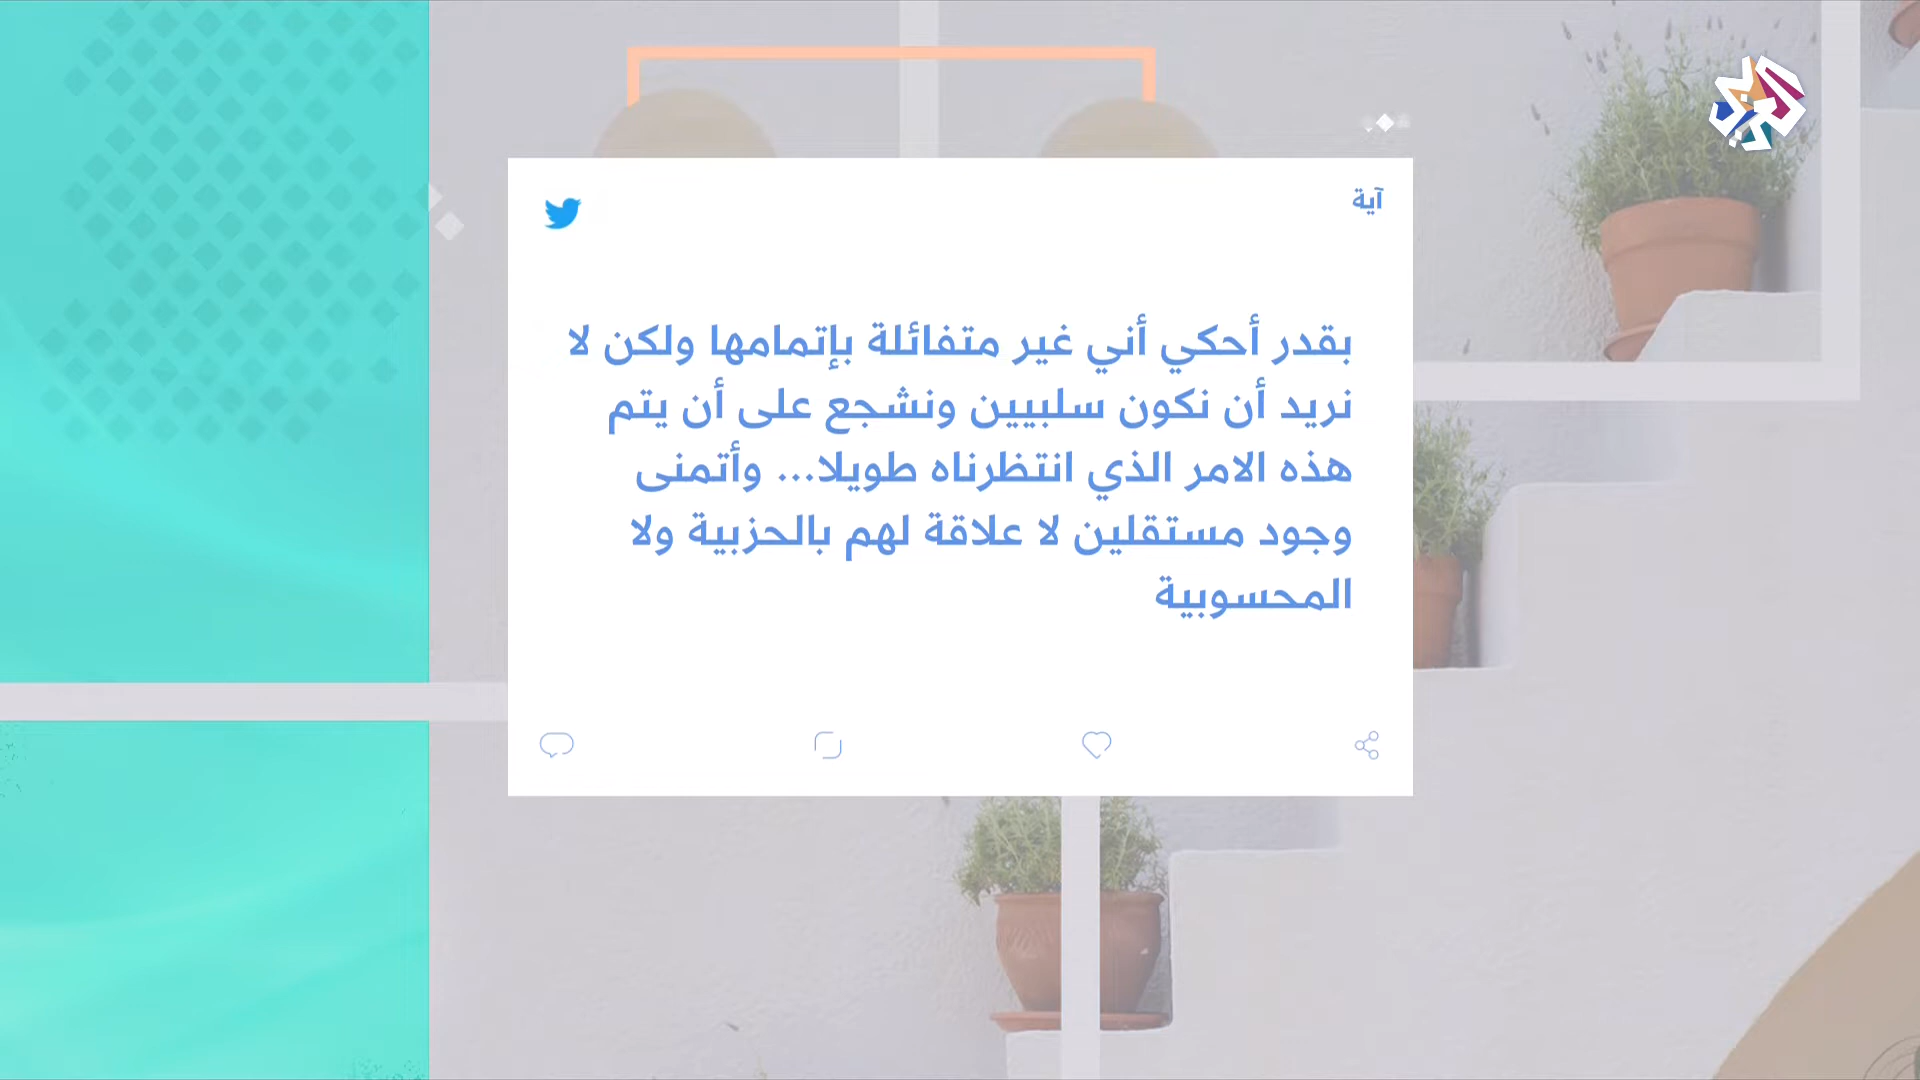 آية
بقدر أحكي أني غير متفائلة بإتمامها ولكن لا
نريد أن نكون سلبيين ونشجع على أن يتم
هذه الامر الذي انتظرناه طويلا... وأتمنى
وجود مستقلين لا علاقة لهم بالحزبية ولا
المحسوبية